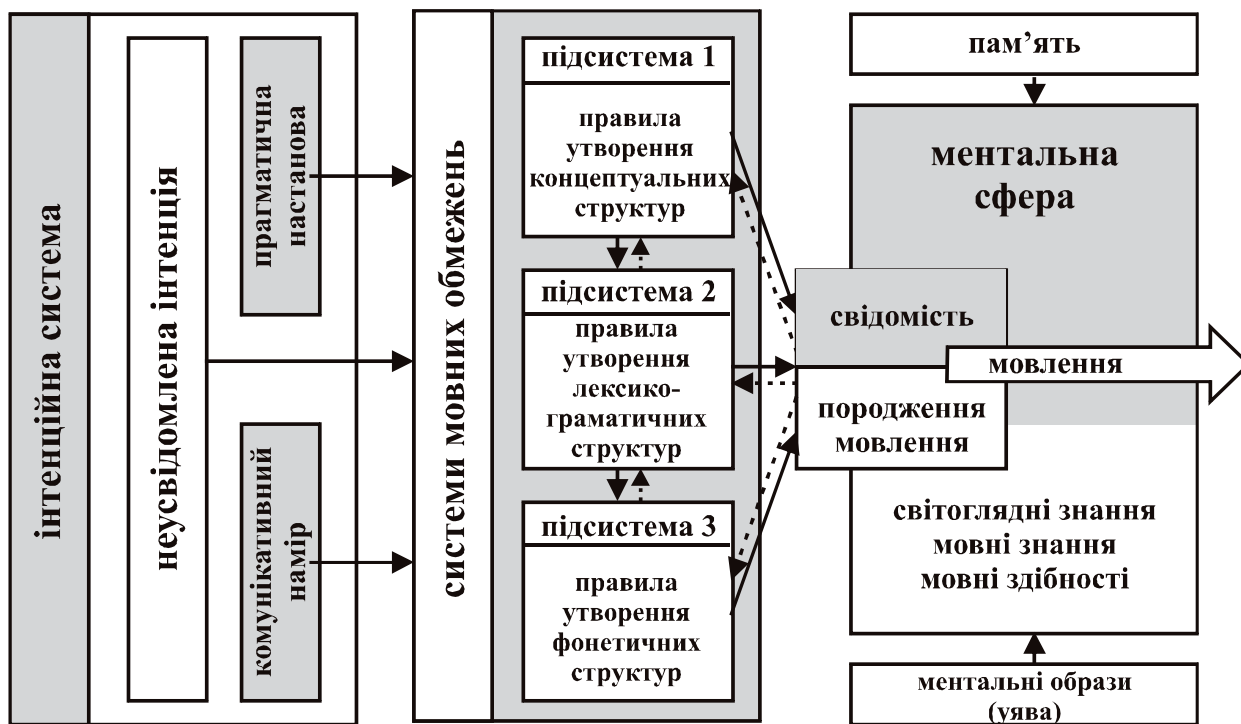 інтенційна система
неусвідомлена інтенція
прагматична
настанова
комунікативний
намір
системи мовних обмежень
підсистема 1
правила
утворення
концептуальних
структур
підсистема 2
правила
утворення
лексико-
граматичних
структур
підсистема 3
правила
утворення
фонетичних
структур
пам’ять
ментальна
сфера
свідомість
мовлення
породження
мовлення
світоглядні знання
мовні знання
мовні здібності
ментальні образи
(уява)